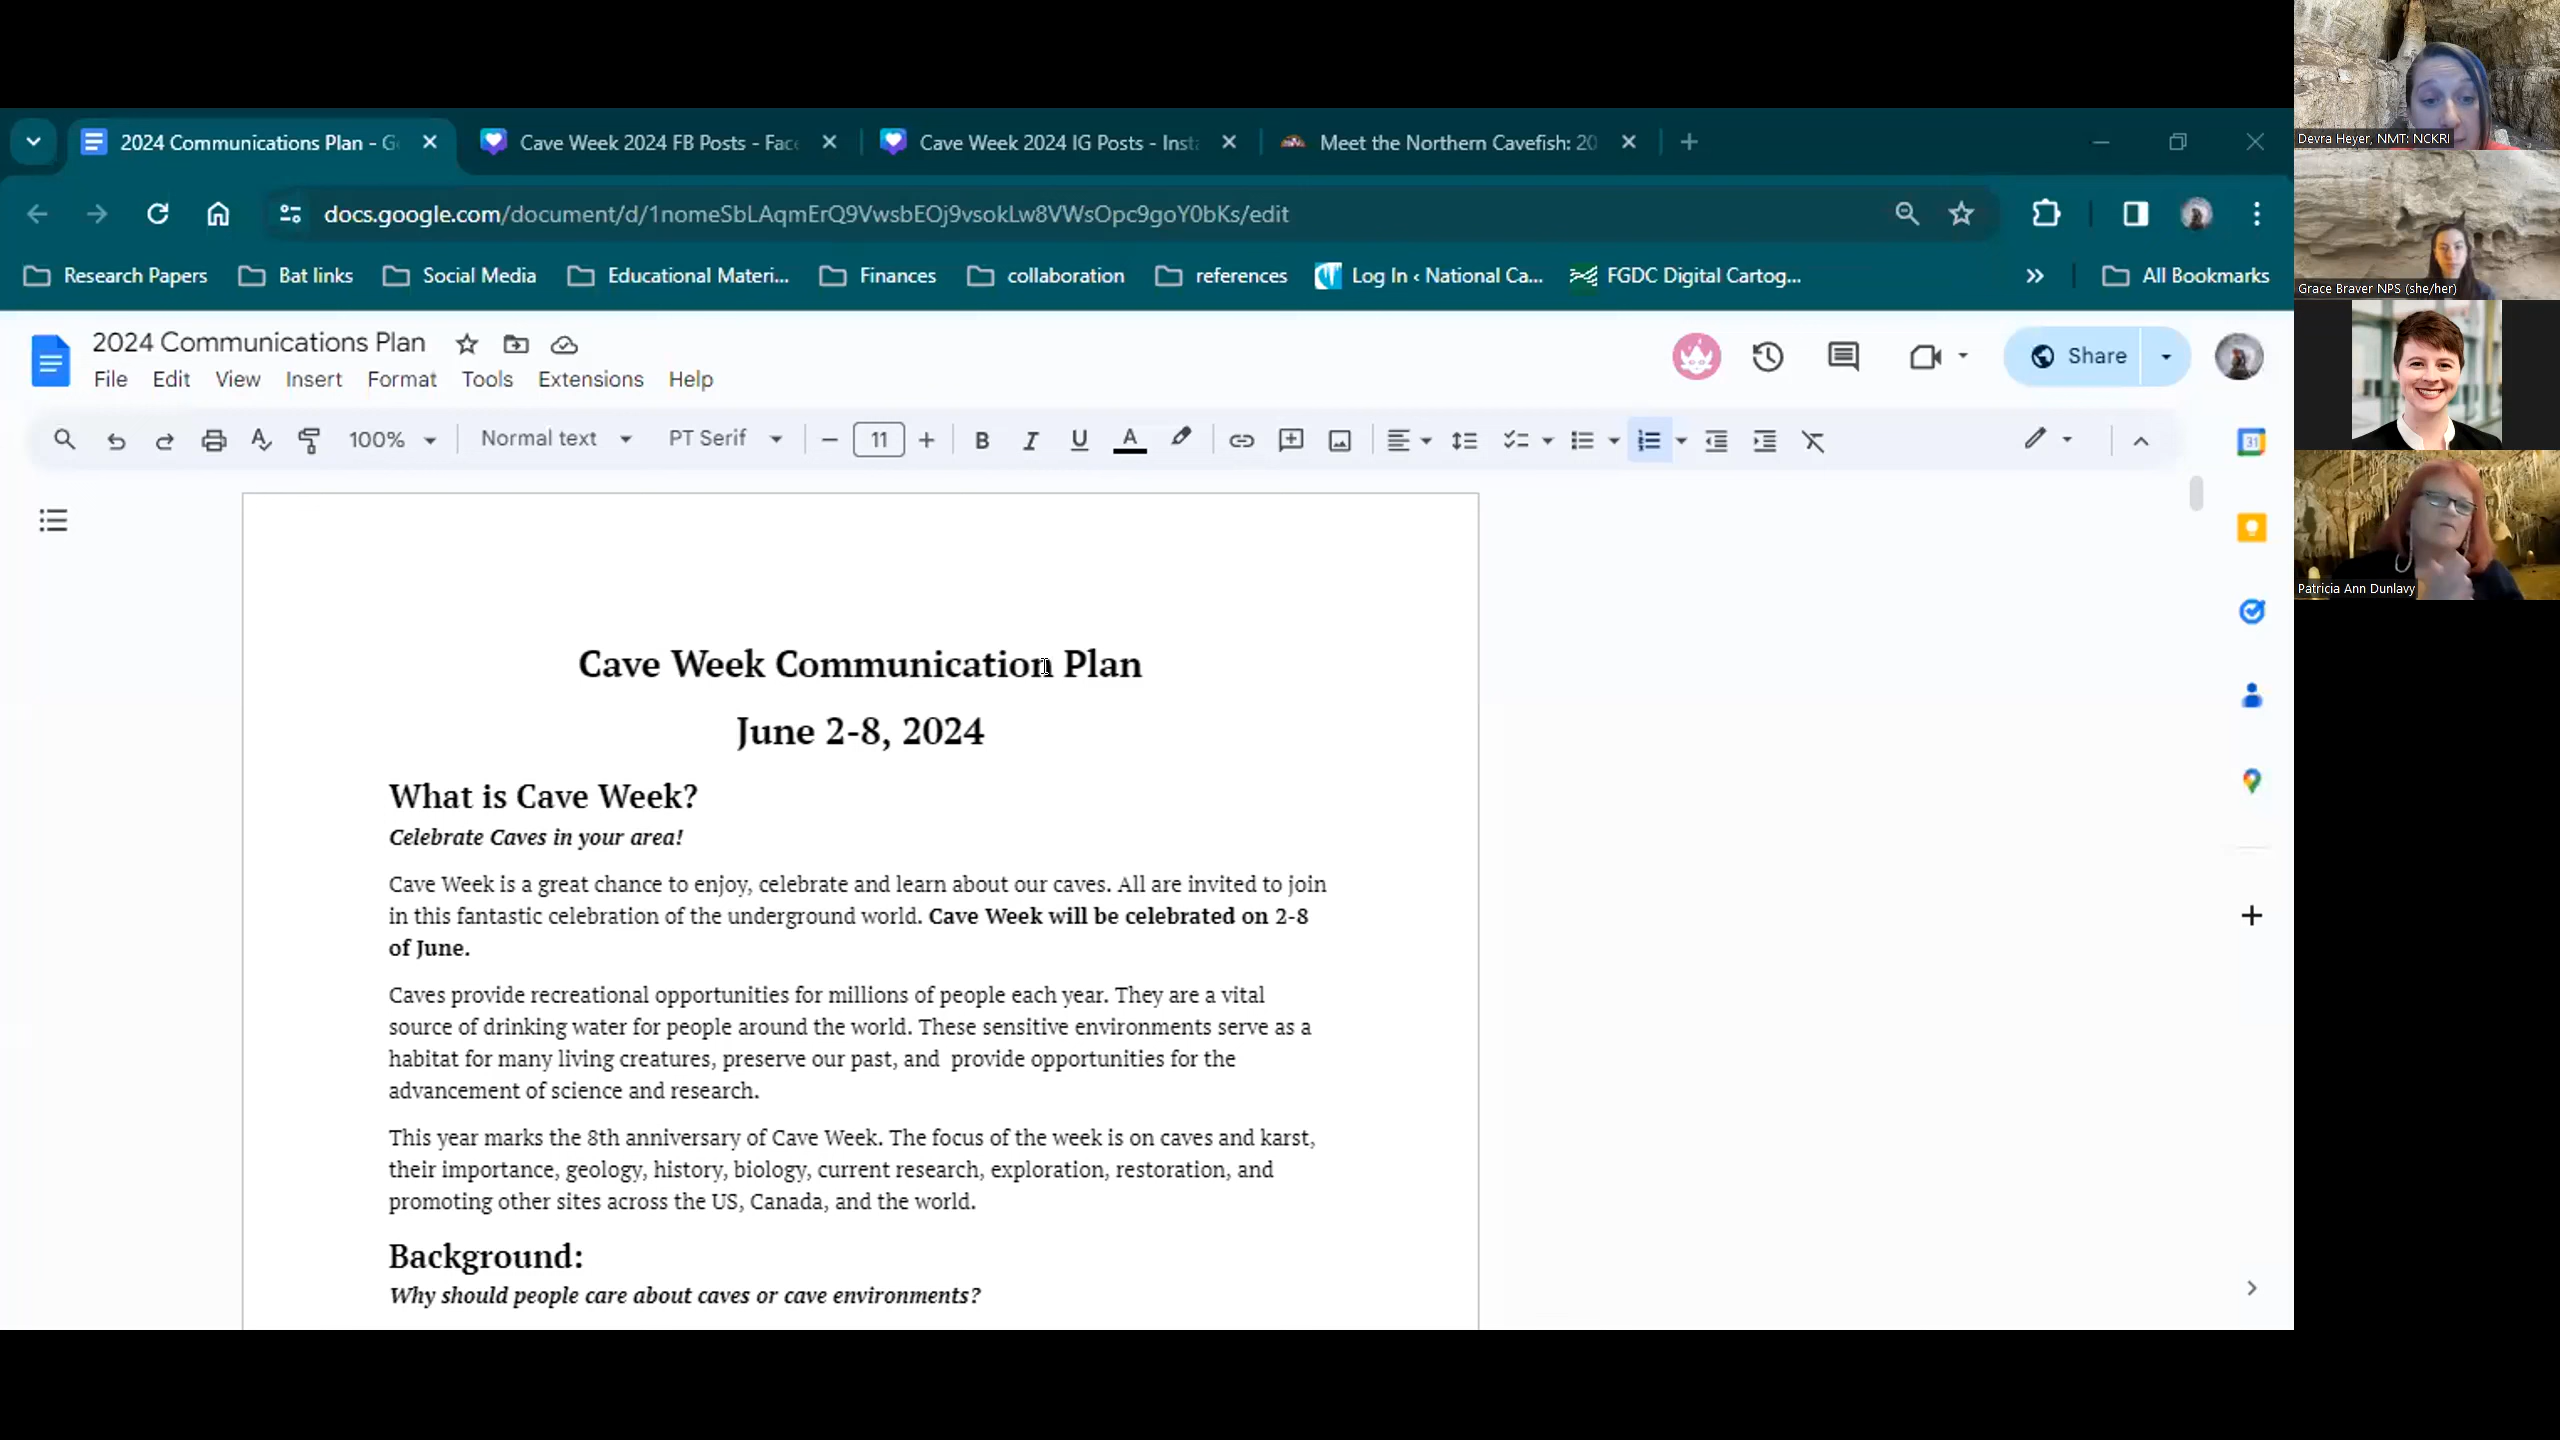 2024 Communications Plan - G
Cave Week 2024 FB Posts - Face
Cave Week 2024 IG Posts - Insta
Meet the Northern Cavefish: 20
docs.google.com/document/d/1nomeSbLAqmErQ9VwsbEOj9vsokLw8VWsOpc9goY0bKs/edit
Research Papers
Bat links
Social Media
Educational Materi...
Finances
collaboration
references
Log In ‹ National Ca...
FGDC Digital Cartog...
All Bookmarks
2024 Communications Plan
File Edit View Insert Format Tools Extensions Help
Share
100% Normal text PT Serif 11 B I U A
31
Cave Week Communication Plan
June 2-8, 2024
What is Cave Week?
Celebrate Caves in your area!
Cave Week is a great chance to enjoy, celebrate and learn about our caves. All are invited to join
in this fantastic celebration of the underground world. Cave Week will be celebrated on 2-8
of June.
Caves provide recreational opportunities for millions of people each year. They are a vital
source of drinking water for people around the world. These sensitive environments serve as a
habitat for many living creatures, preserve our past, and  provide opportunities for the
advancement of science and research.
This year marks the 8th anniversary of Cave Week. The focus of the week is on caves and karst,
their importance, geology, history, biology, current research, exploration, restoration, and
promoting other sites across the US, Canada, and the world.
Background:
Why should people care about caves or cave environments?
Devra Heyer, NMT: NCKRI
Grace Braver NPS (she/her)
Patricia Ann Dunlavy